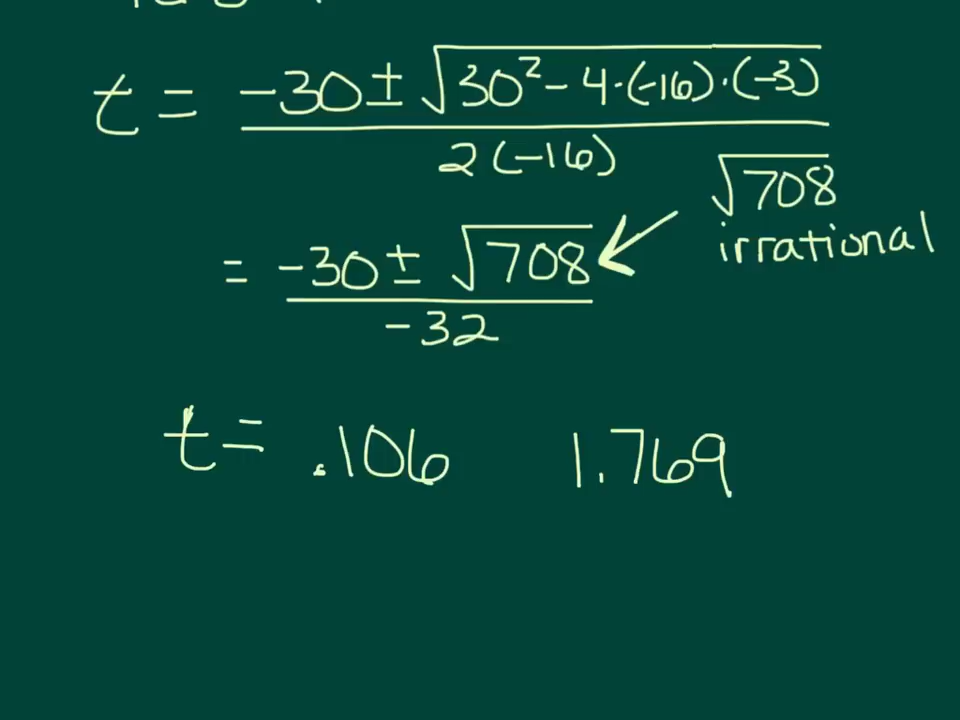 t = -30 ± √30² - 4·(-16)·(-3)
2(-16)
√708
irrational
= -30 ± √708
-32
t = .106 1.769